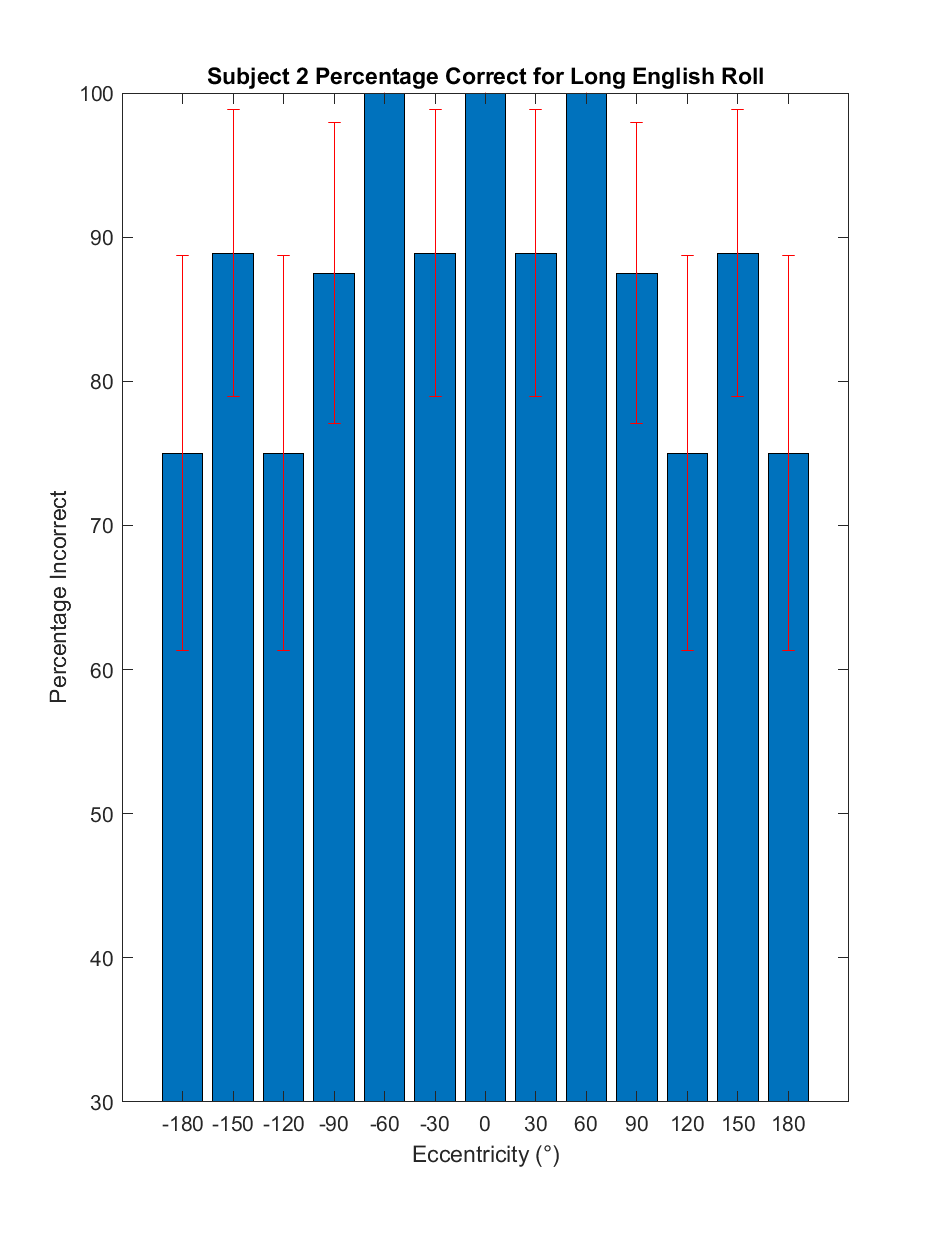 Subject 2 Percentage Correct for Long English Roll
100
90
80
70
60
50
40
30
Percentage Incorrect
-180 -150 -120 -90 -60 -30 0 30 60 90 120 150 180
Eccentricity (°)